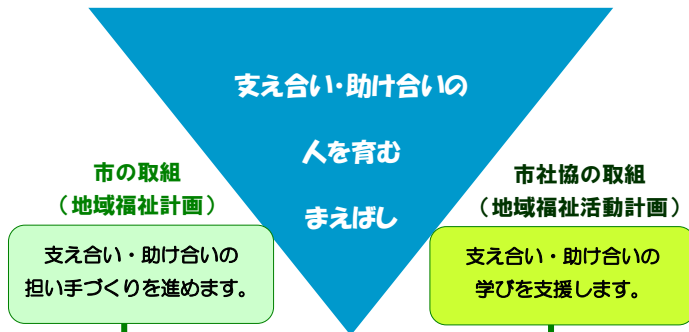 支え合い・助け合いの
人を育む
まえばし
市の取組
（地域福祉計画）
支え合い・助け合いの
担い手づくりを進めます。
市社協の取組
（地域福祉活動計画）
支え合い・助け合いの
学びを支援します。